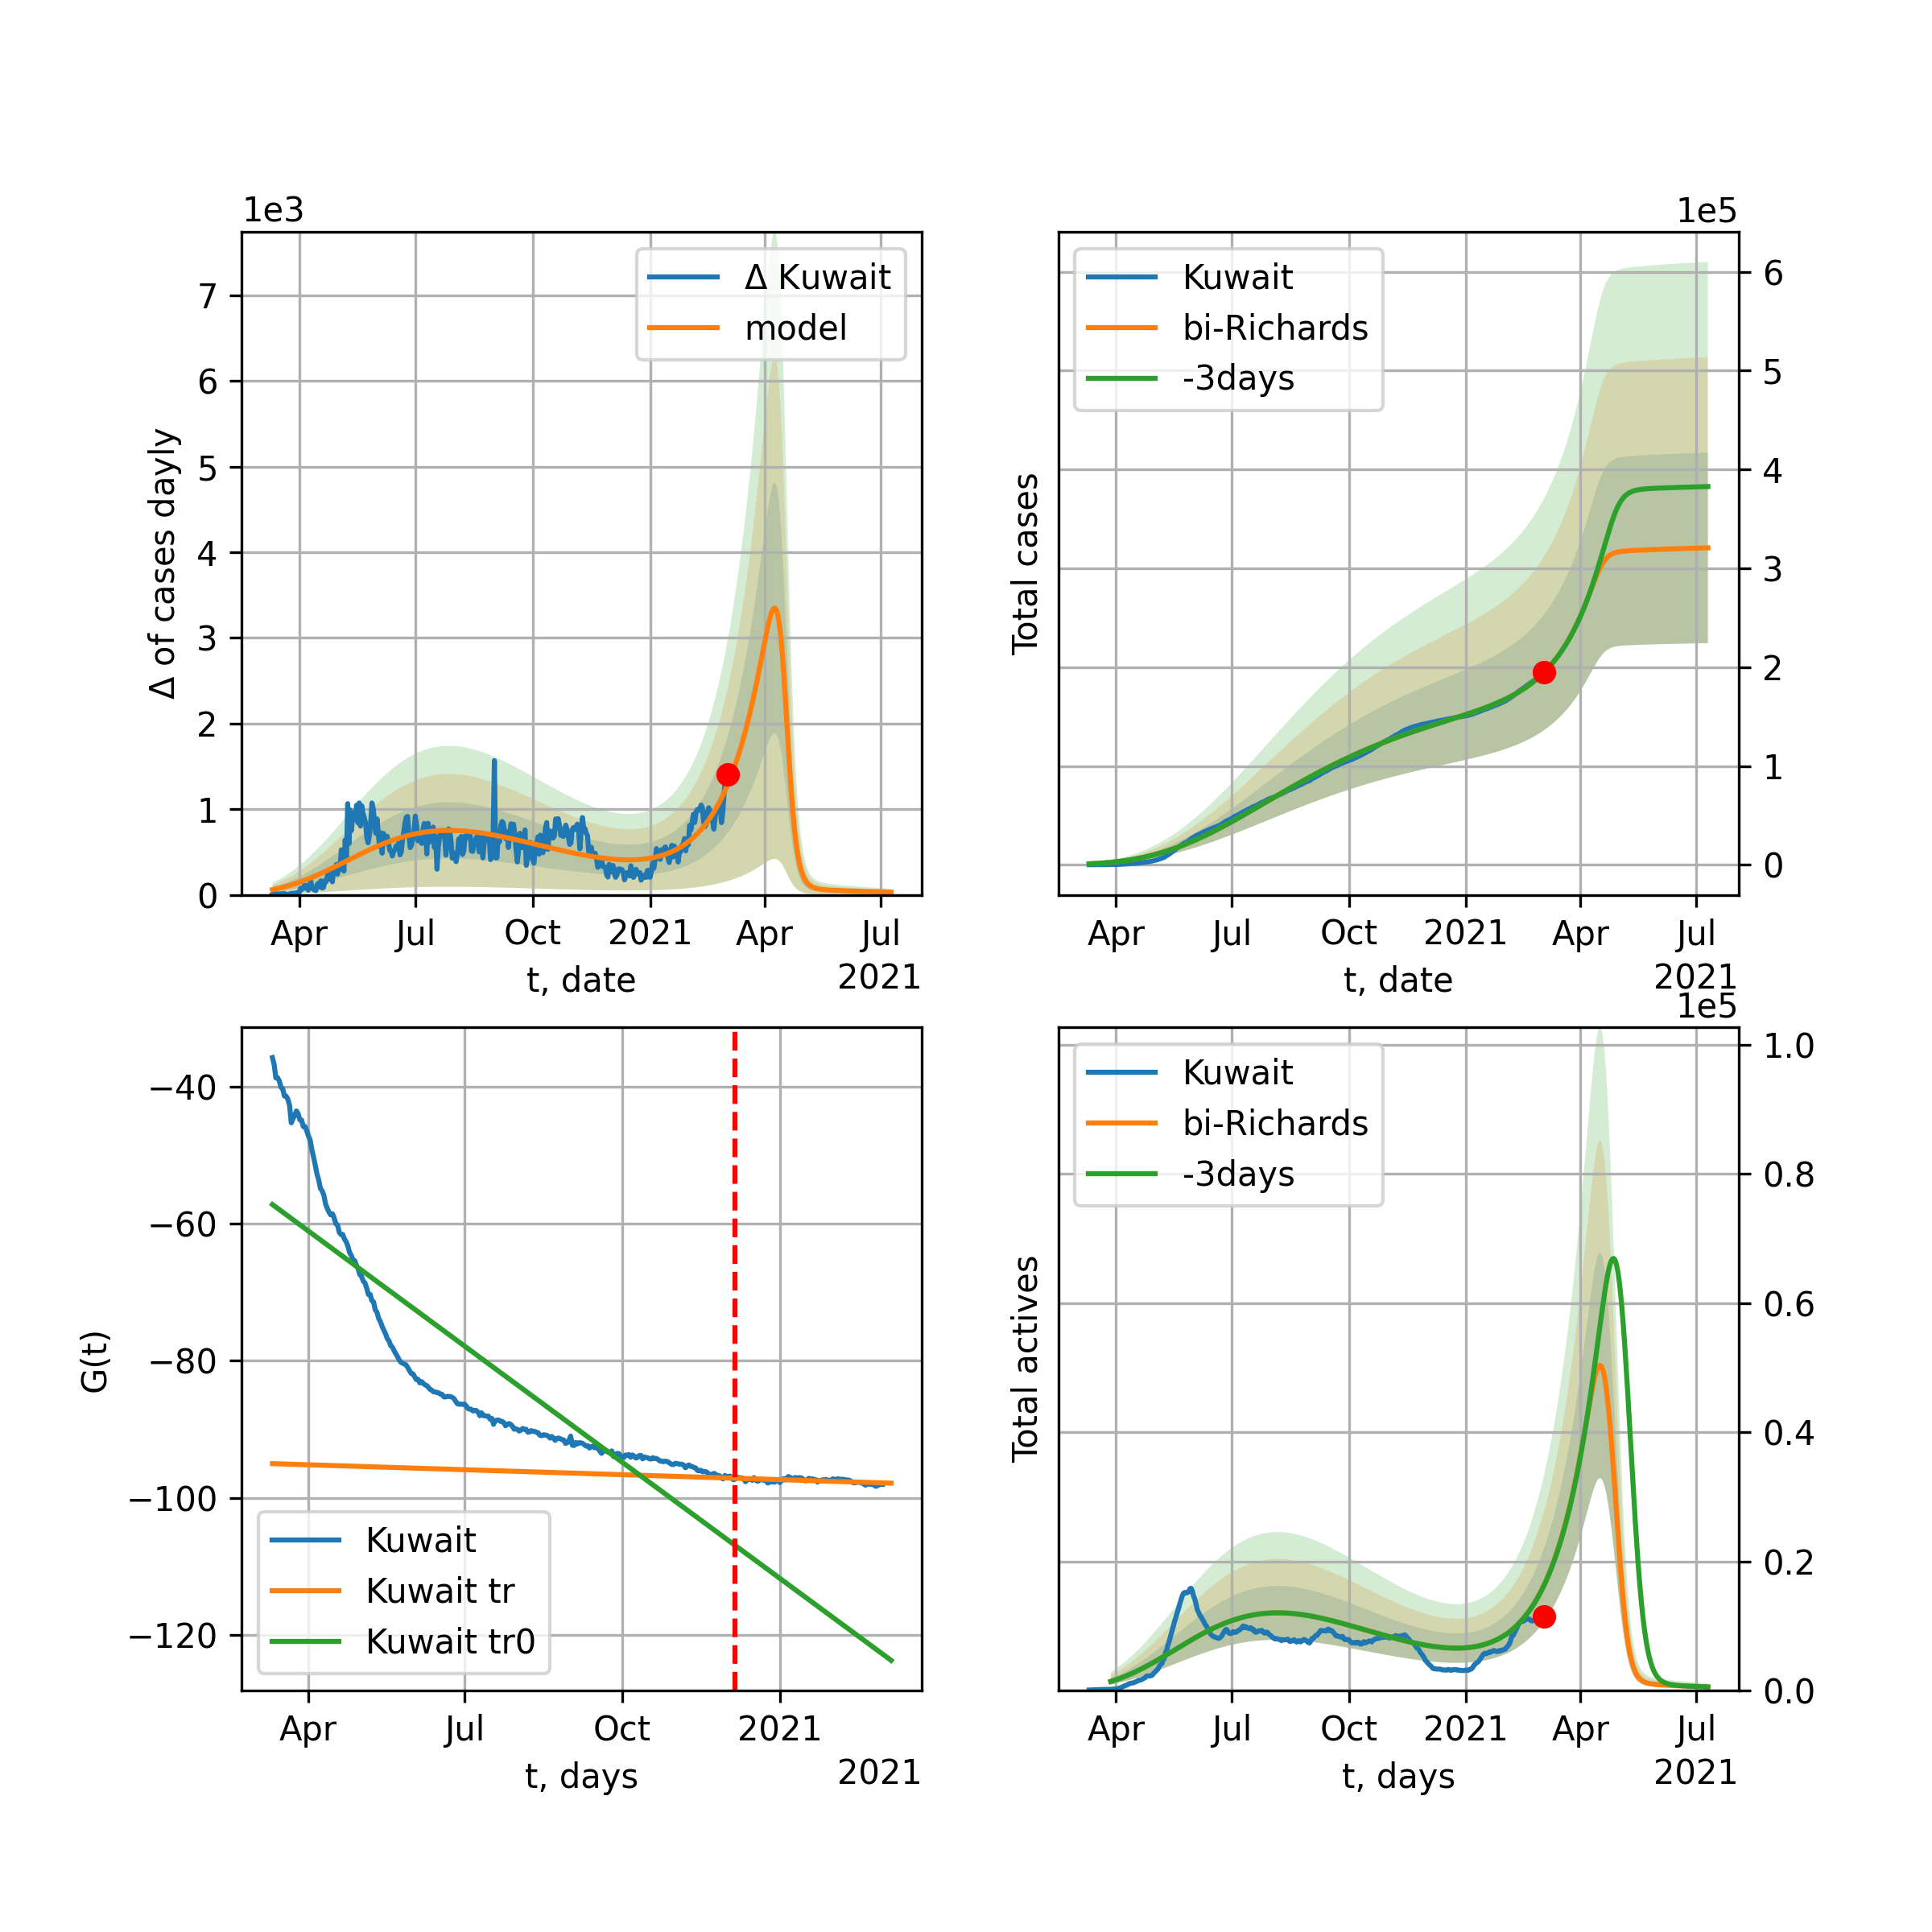 1e3
Δ of cases dayly
7
6
5
4
3
2
1
0
Δ Kuwait
model
Apr
Jul
Oct
2021
Apr
Jul
t, date
2021
1e5
Total cases
Kuwait
bi-Richards
-3days
6
5
4
3
2
1
0
Apr
Jul
Oct
2021
Apr
Jul
t, date
2021
G(t)
−40
−60
−80
−100
−120
Kuwait
Kuwait tr
Kuwait tr0
Apr
Jul
Oct
2021
t, days
2021
1e5
Total actives
Kuwait
bi-Richards
-3days
1.0
0.8
0.6
0.4
0.2
0.0
Apr
Jul
Oct
2021
Apr
Jul
t, days
2021